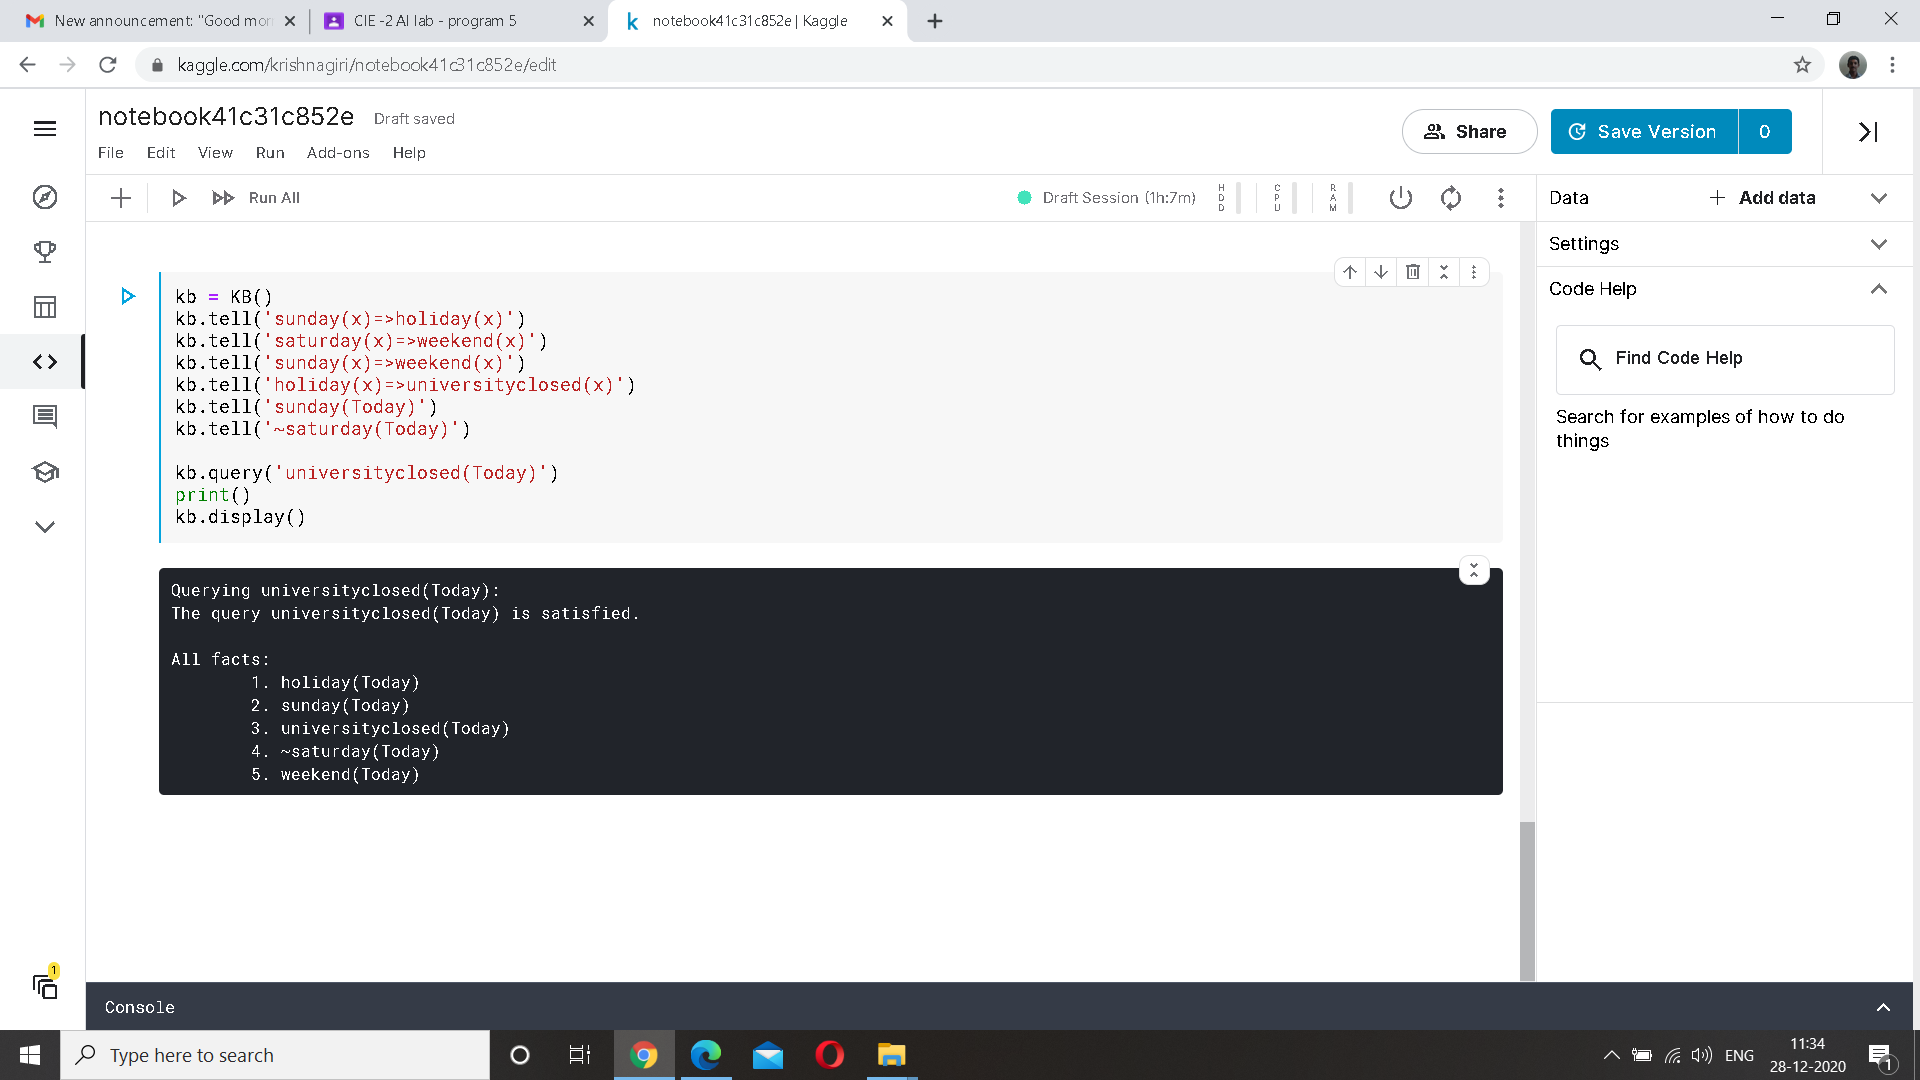 New announcement: "Good mor
CIE -2 AI lab - program 5
notebook41c31c852e | Kaggle
kaggle.com/krishnagiri/notebook41c31c852e/edit
notebook41c31c852e
Draft saved
File
Edit
View
Run
Add-ons
Help
Share
Save Version
0
Run All
Draft Session (1h:7m)
HDD
CPU
RAM
Data
Add data
Settings
Code Help
Find Code Help
Search for examples of how to do
things
kb = KB()
kb.tell('sunday(x)=>holiday(x)')
kb.tell('saturday(x)=>weekend(x)')
kb.tell('sunday(x)=>weekend(x)')
kb.tell('holiday(x)=>universityclosed(x)')
kb.tell('sunday(Today)')
kb.tell('~saturday(Today)')
kb.query('universityclosed(Today)')
print()
kb.display()
Querying universityclosed(Today):
The query universityclosed(Today) is satisfied.
All facts:
1. holiday(Today)
2. sunday(Today)
3. universityclosed(Today)
4. ~saturday(Today)
5. weekend(Today)
1
Console
Type here to search
ENG
11:34
28-12-2020
1